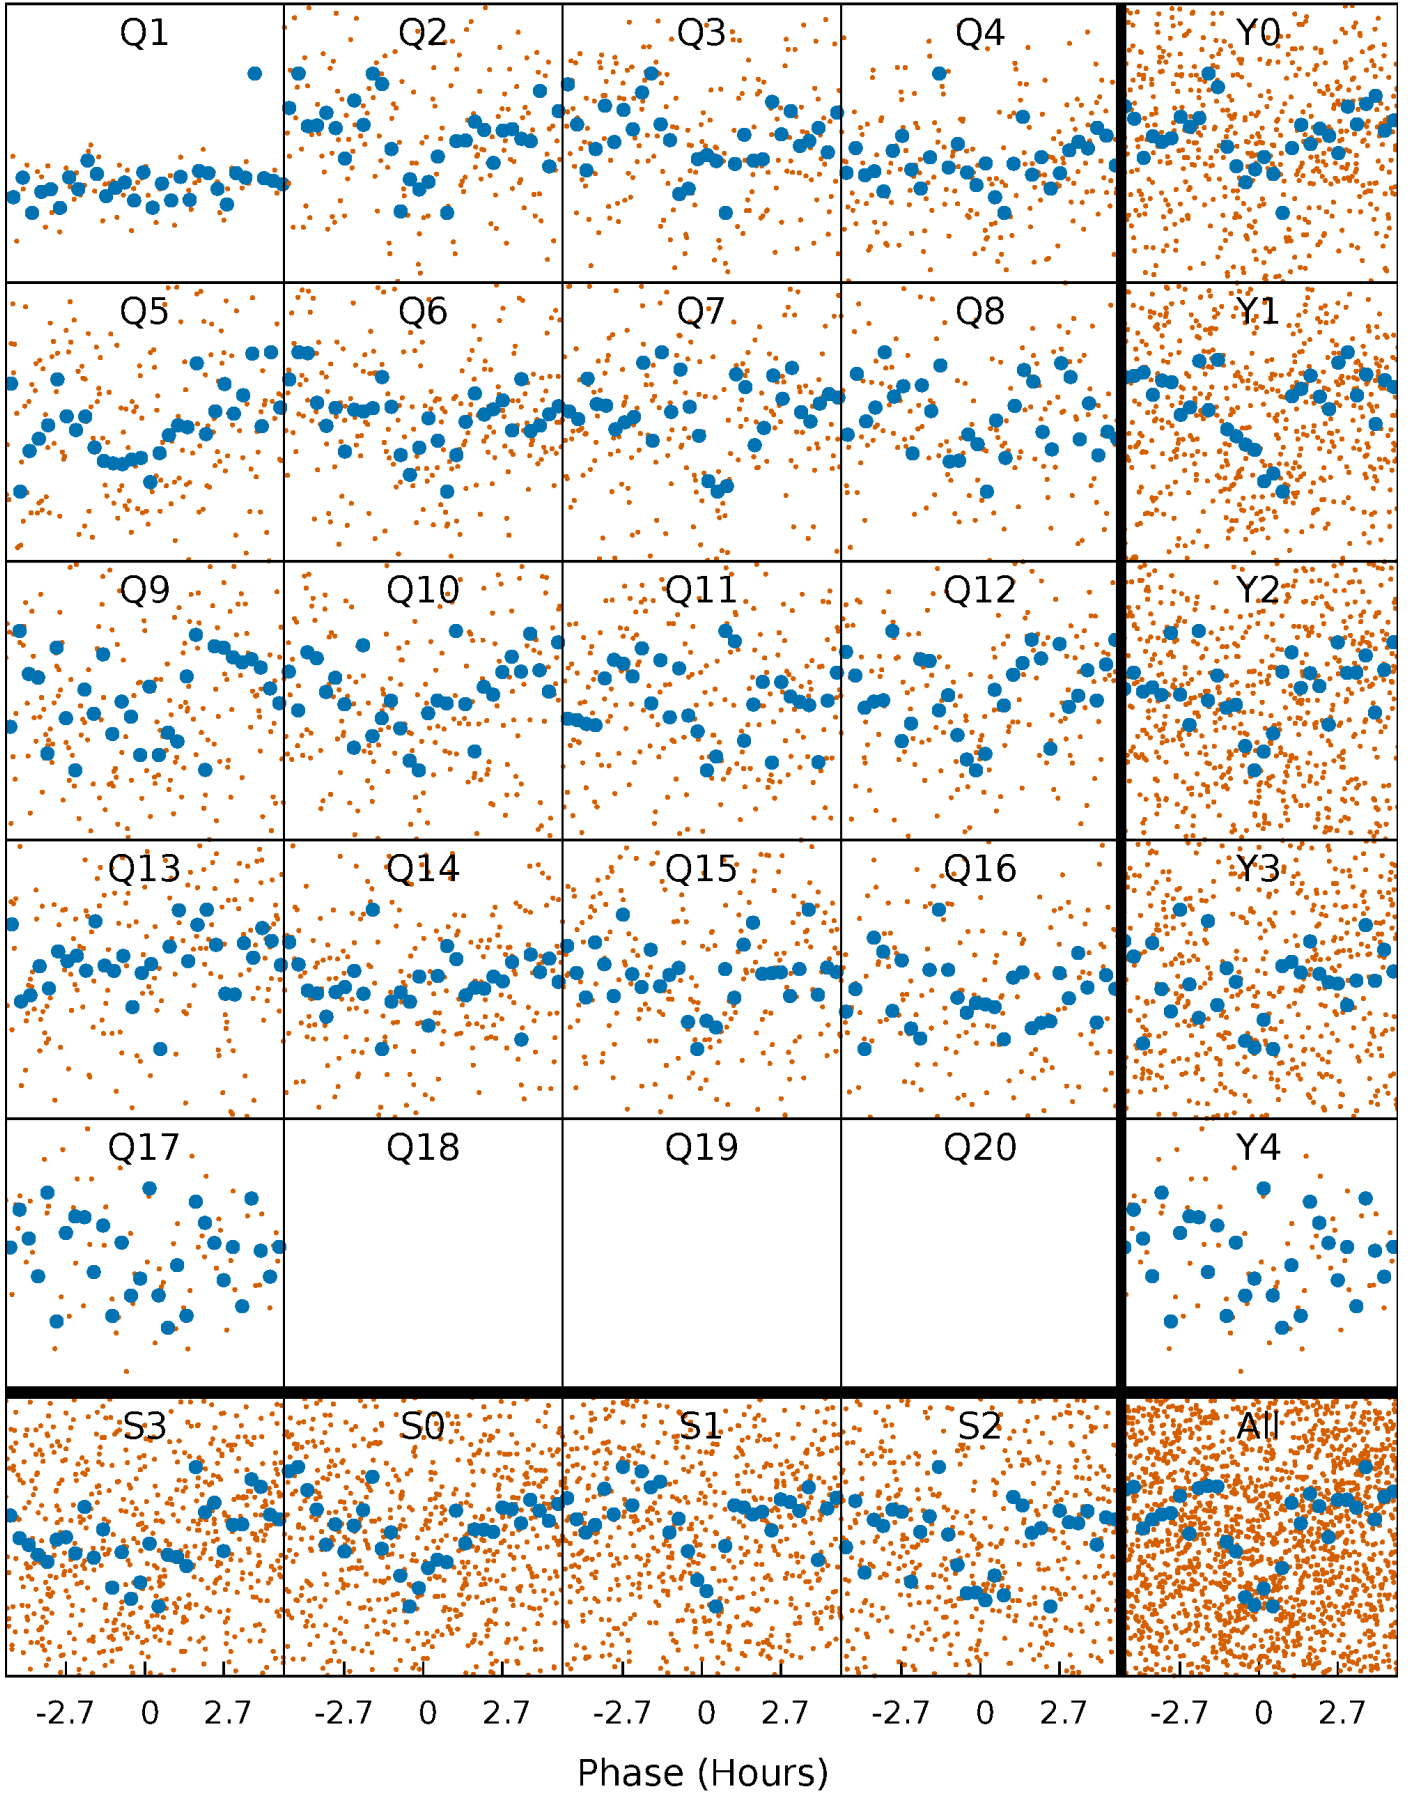 Q1 Q2 Q3 Q4 Y0
Q5 Q6 Q7 Q8 Y1
Q9 Q10 Q11 Q12 Y2
Q13 Q14 Q15 Q16 Y3
Q17 Q18 Q19 Q20 Y4
S3 S0 S1 S2 All
-2.7 0 2.7 -2.7 0 2.7 -2.7 0 2.7 -2.7 0 2.7 -2.7 0 2.7
Phase (Hours)